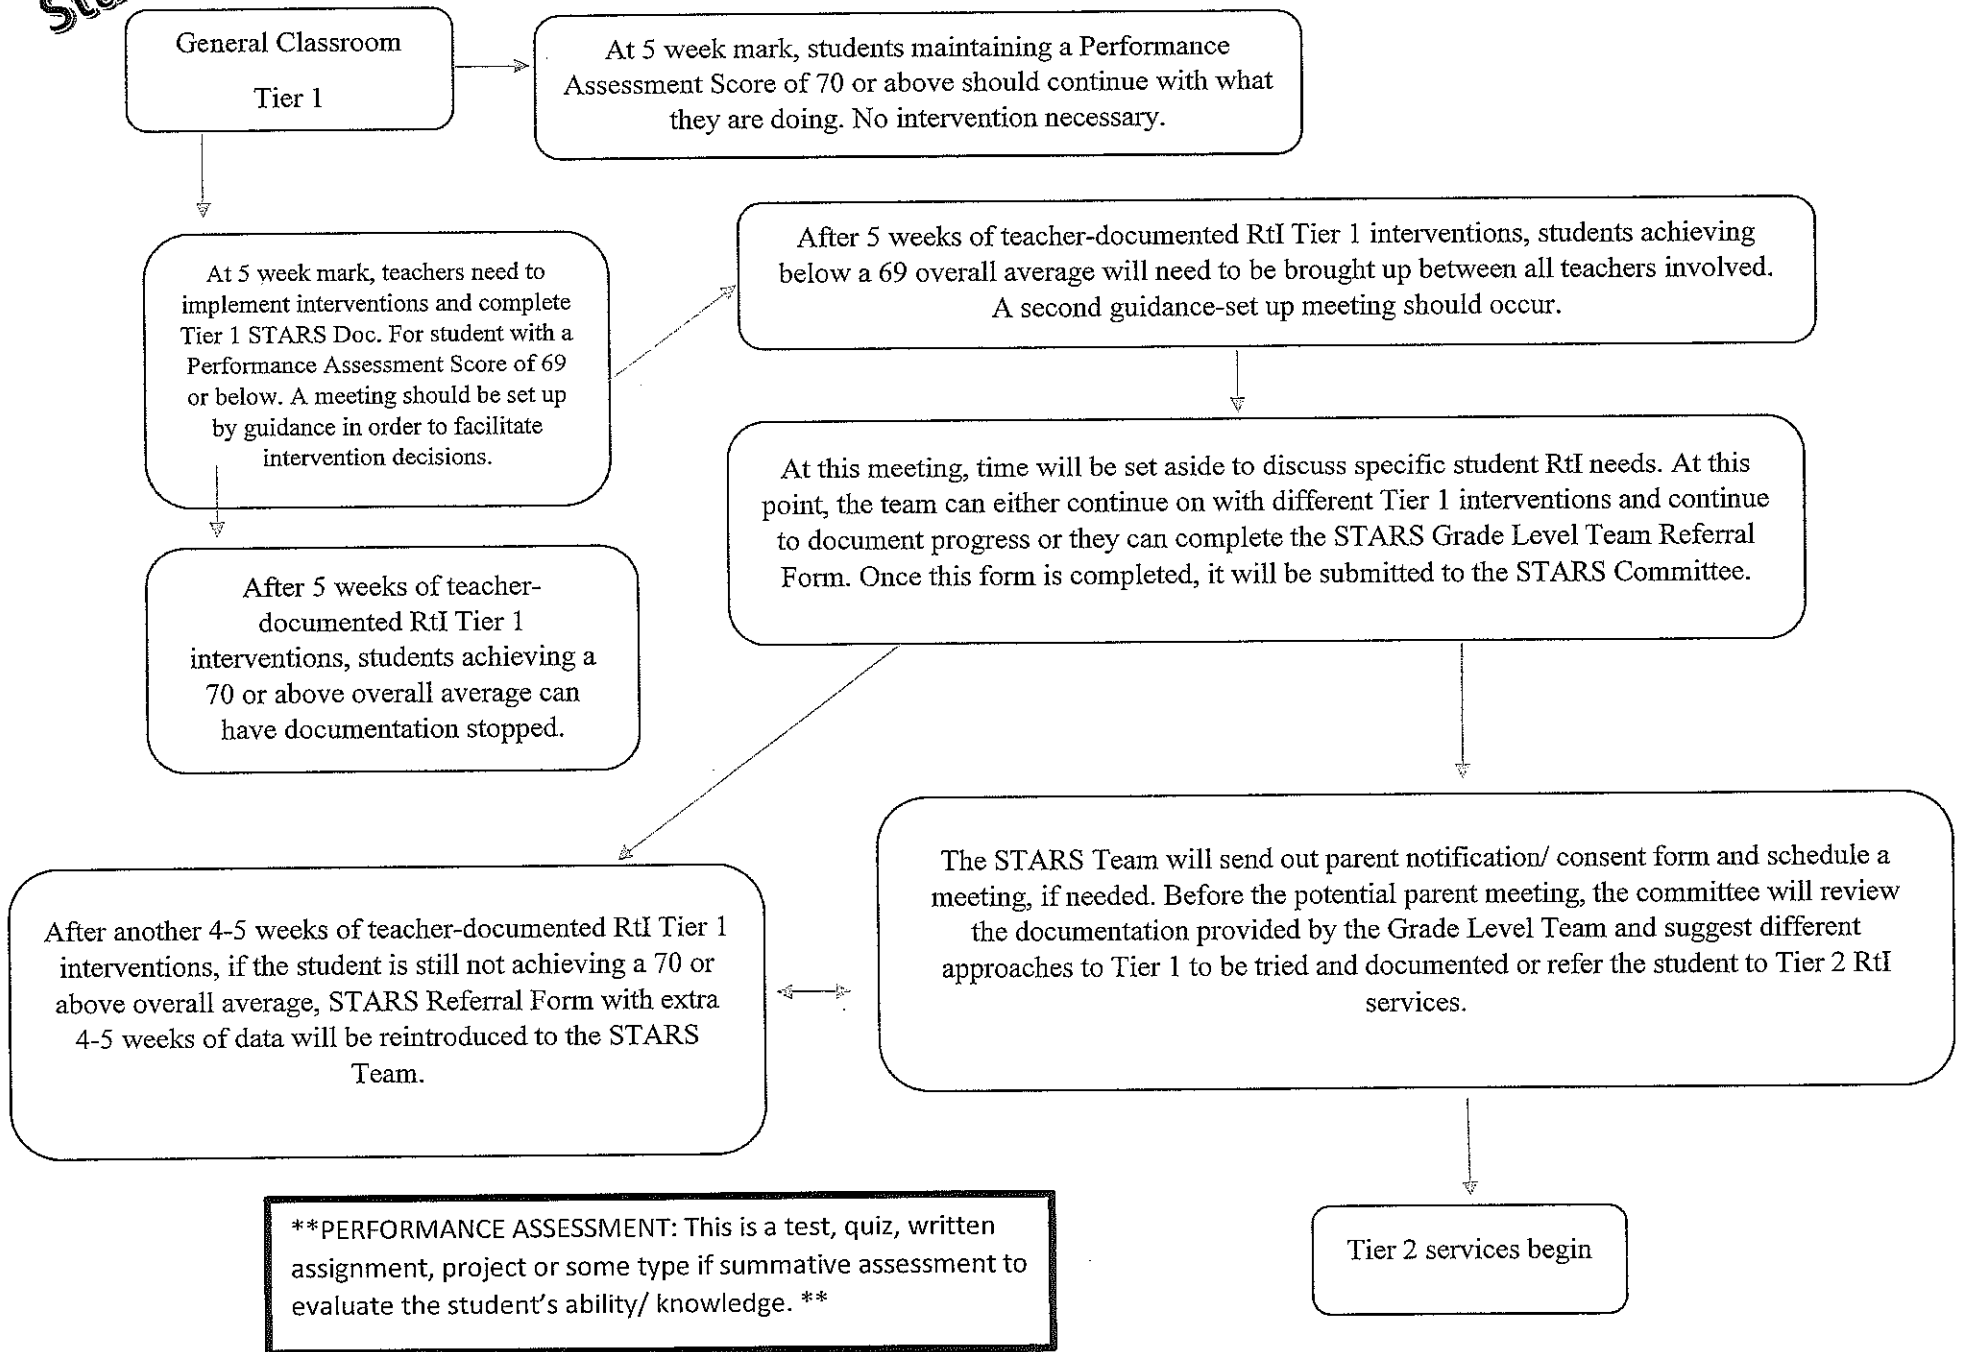 General Classroom
Tier 1
At 5 week mark, students maintaining a Performance
Assessment Score of 70 or above should continue with what
they are doing. No intervention necessary.
At 5 week mark, teachers need to
implement interventions and complete
Tier 1 STARS Doc. For student with a
Performance Assessment Score of 69
or below. A meeting should be set up
by guidance in order to facilitate
intervention decisions.
After 5 weeks of teacher-documented RtI Tier 1 interventions, students achieving
below a 69 overall average will need to be brought up between all teachers involved.
A second guidance-set up meeting should occur.
At this meeting, time will be set aside to discuss specific student RtI needs. At this
point, the team can either continue on with different Tier 1 interventions and continue
to document progress or they can complete the STARS Grade Level Team Referral
Form. Once this form is completed, it will be submitted to the STARS Committee.
After 5 weeks of teacher-
documented RtI Tier 1
interventions, students achieving a
70 or above overall average can
have documentation stopped.
After another 4-5 weeks of teacher-documented RtI Tier 1
interventions, if the student is still not achieving a 70 or
above overall average, STARS Referral Form with extra
4-5 weeks of data will be reintroduced to the STARS
Team.
The STARS Team will send out parent notification/ consent form and schedule a
meeting, if needed. Before the potential parent meeting, the committee will review
the documentation provided by the Grade Level Team and suggest different
approaches to Tier 1 to be tried and documented or refer the student to Tier 2 RtI
services.
**PERFORMANCE ASSESSMENT: This is a test, quiz, written
assignment, project or some type if summative assessment to
evaluate the student's ability/ knowledge. **
Tier 2 services begin